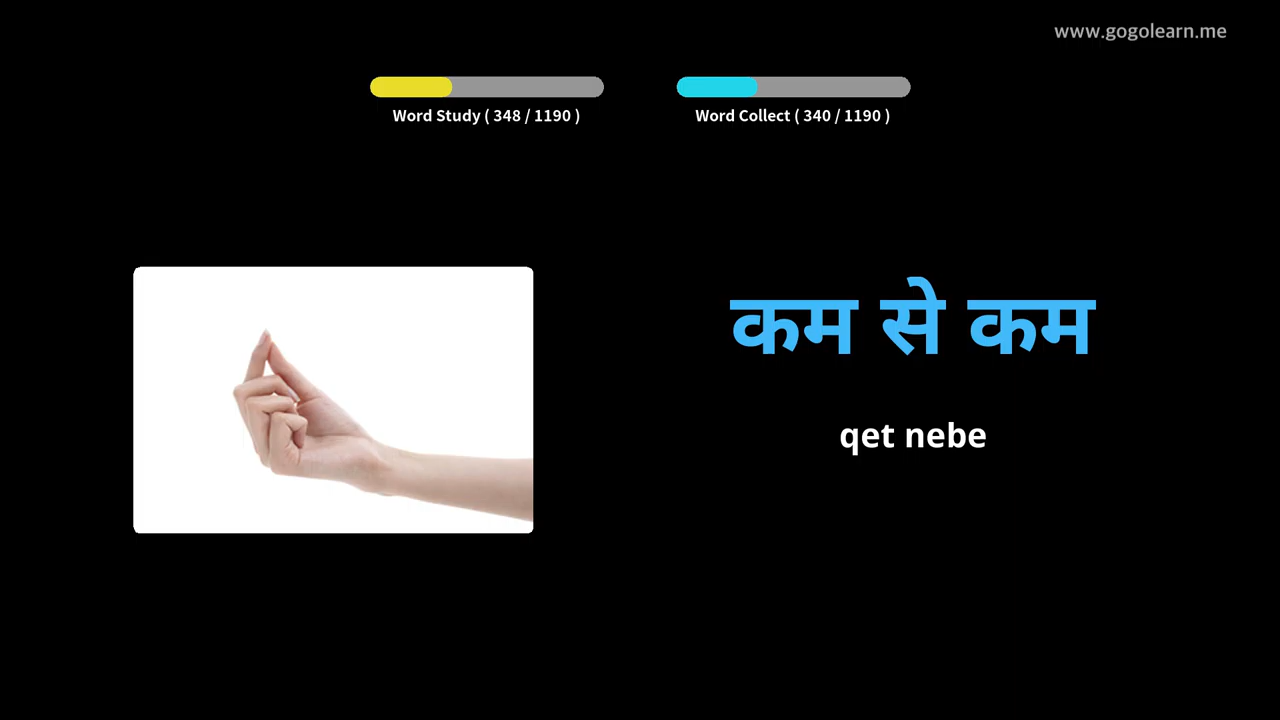 www.gogolearn.me
Word Study ( 348 / 1190 )
Word Collect ( 340 / 1190 )
कम से कम
qet nebe